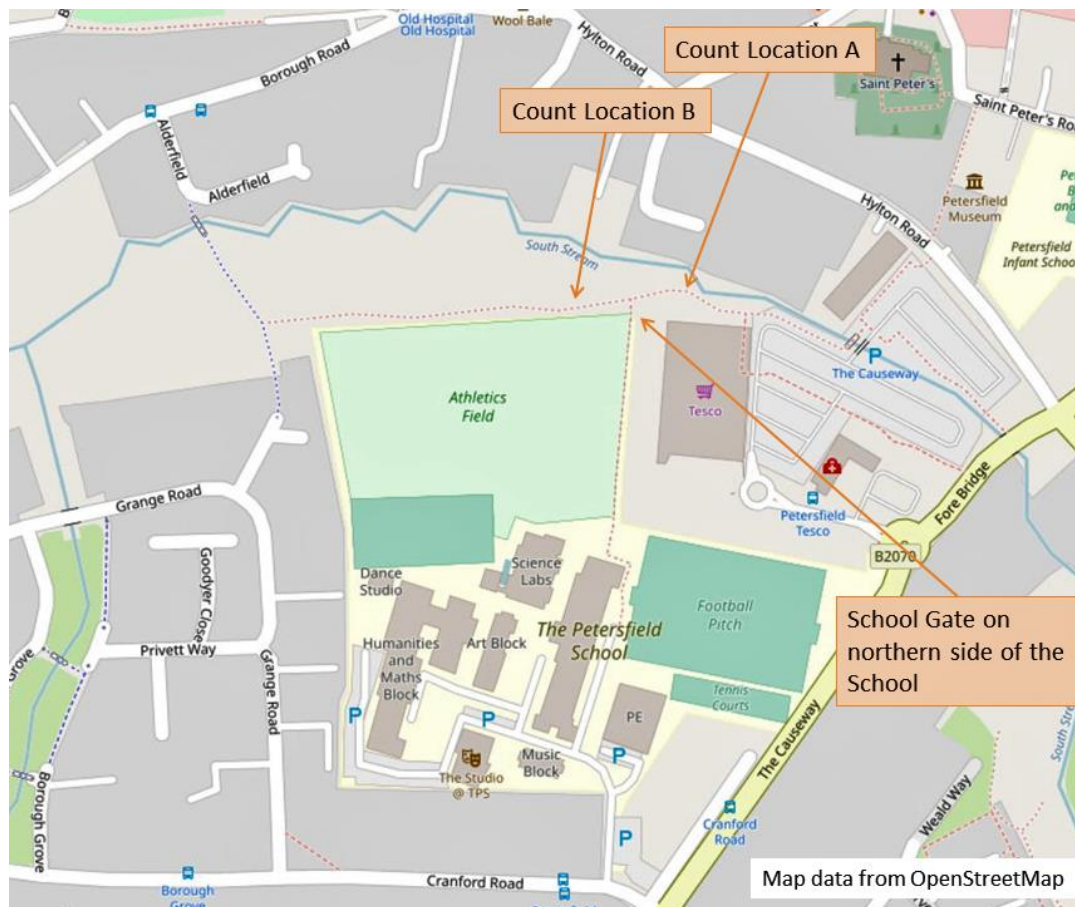 Old Hospital
Old Hospital
Wool Bale
Borough Road
Hylton Road
Count Location A
Count Location B
Saint Peter's
Saint Peter's Ro
Alderfield
Alderfield
Hylton Road
Petersfield
Museum
Petersfield
Infant School
South Stream
P
The Causeway
Athletics
Field
Tesco
Grange Road
Petersfield
Tesco
Fore Bridge
B2070
Goodyer Close
Dance
Studio
Science
Labs
Football
Pitch
School Gate on
northern side of the
School
Humanities
and
Maths
Block
Art Block
The Petersfield
School
Privett Way
Grove
Grange Road
Tennis
Courts
P
P
PE
P
The Studio
@ TPS
Music
Block
The Causeway
South Stre
Borough Grove
P
Cranford
Road
Weald Way
Borough
Grove
Cranford Road
Map data from OpenStreetMap